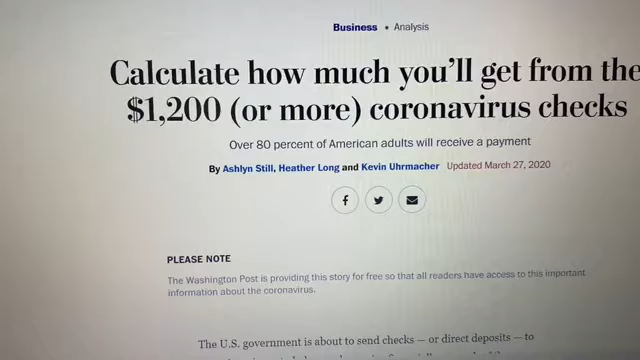 Business • Analysis
Calculate how much you'll get from the
$1,200 (or more) coronavirus checks
Over 80 percent of American adults will receive a payment
By Ashlyn Still, Heather Long and Kevin Uhrmacher Updated March 27, 2020
PLEASE NOTE
The Washington Post is providing this story for free so that all readers have access to this important
information about the coronavirus.
The U.S. government is about to send checks — or direct deposits — to